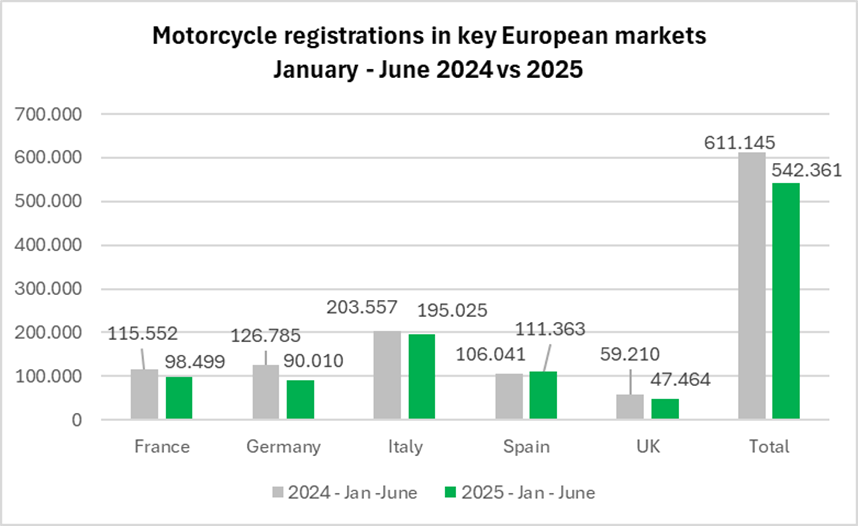 Motorcycle registrations in key European markets
January - June 2024 vs 2025
700.000
600.000
500.000
400.000
300.000
200.000
100.000
0
115.552
98.499
126.785
90.010
203.557
195.025
106.041
111.363
59.210
47.464
611.145
542.361
France
Germany
Italy
Spain
UK
Total
2024 - Jan -June
2025 - Jan - June